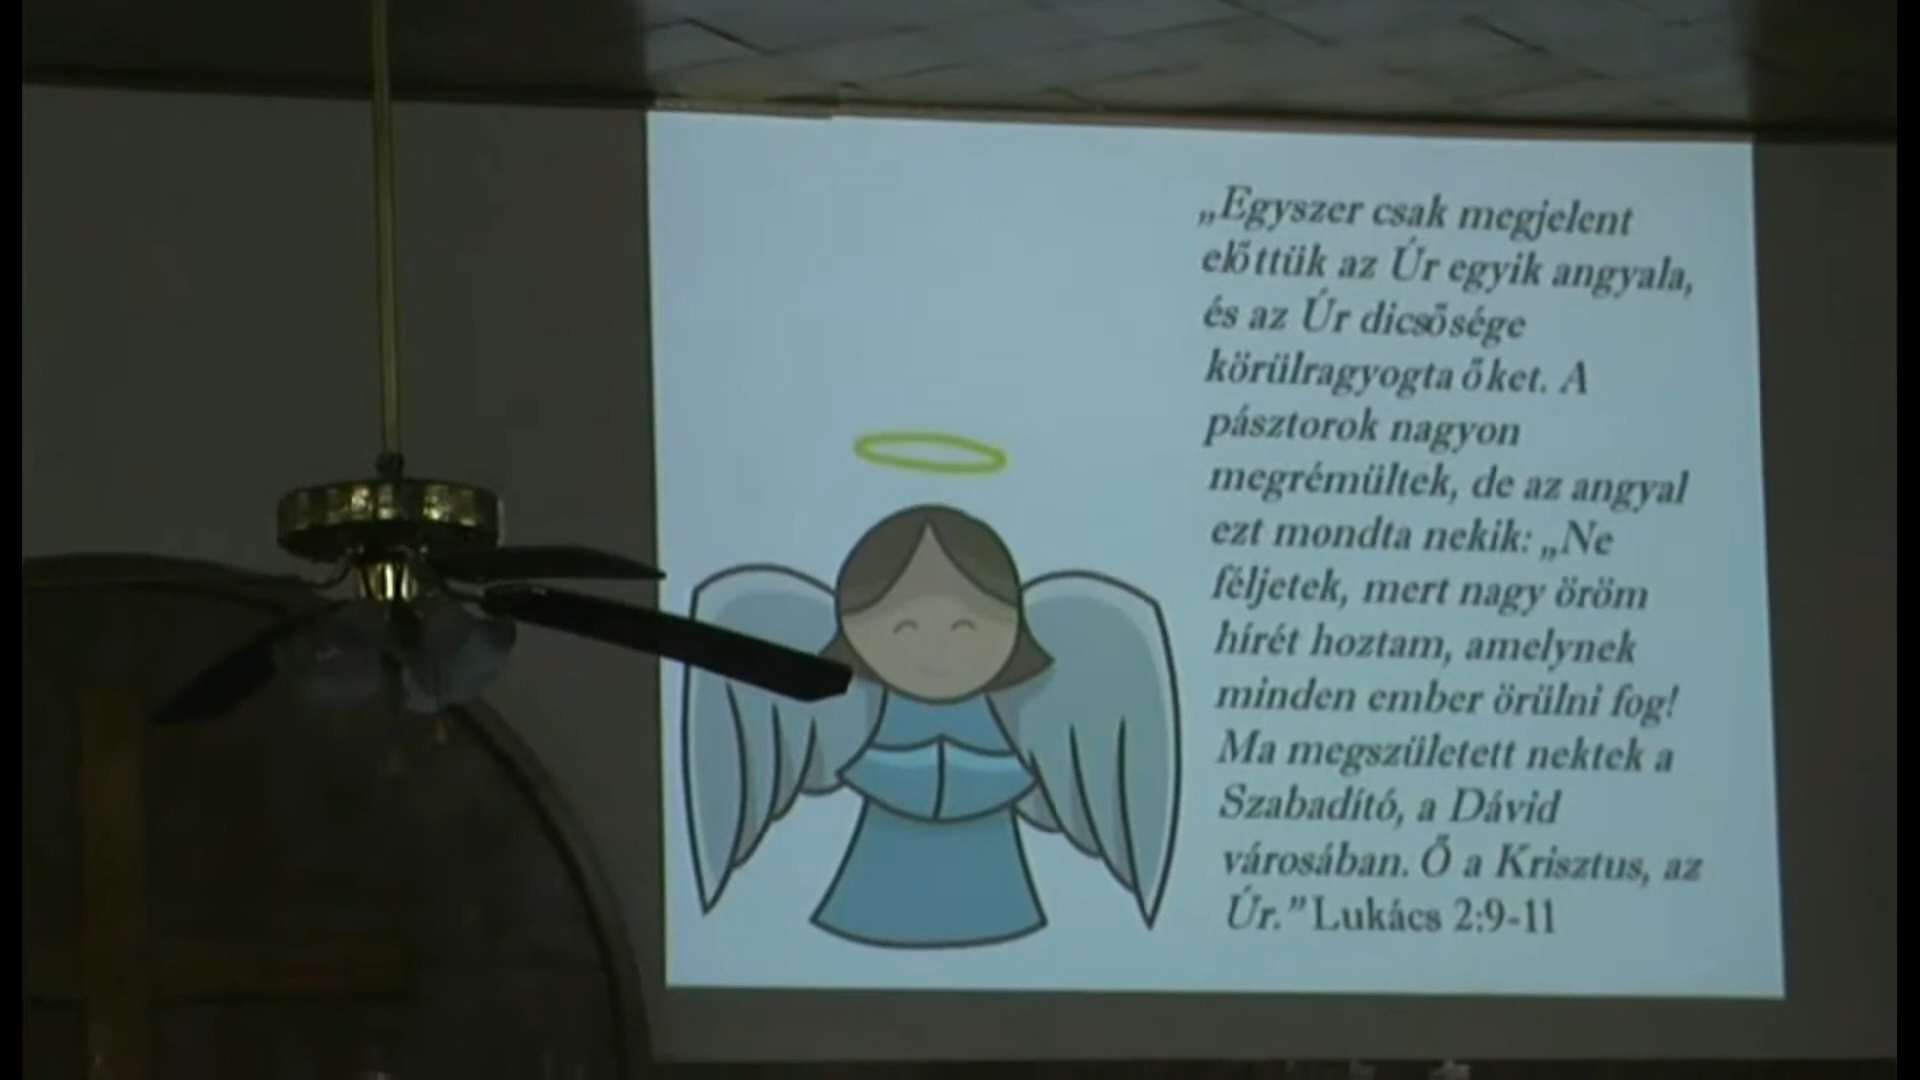 „Egyszer csak megjelent
előttük az Úr egyik angyala,
és az Úr dicsősége
körülragyogta őket. A
pásztorok nagyon
megrémültek, de az angyal
ezt mondta nekik: „Ne
féljetek, mert nagy öröm
hírét hoztam, amelynek
minden ember örülni fog!
Ma megszületett nektek a
Szabadító, a Dávid
városában. Ő a Krisztus, az
Úr.” Lukács 2:9-11